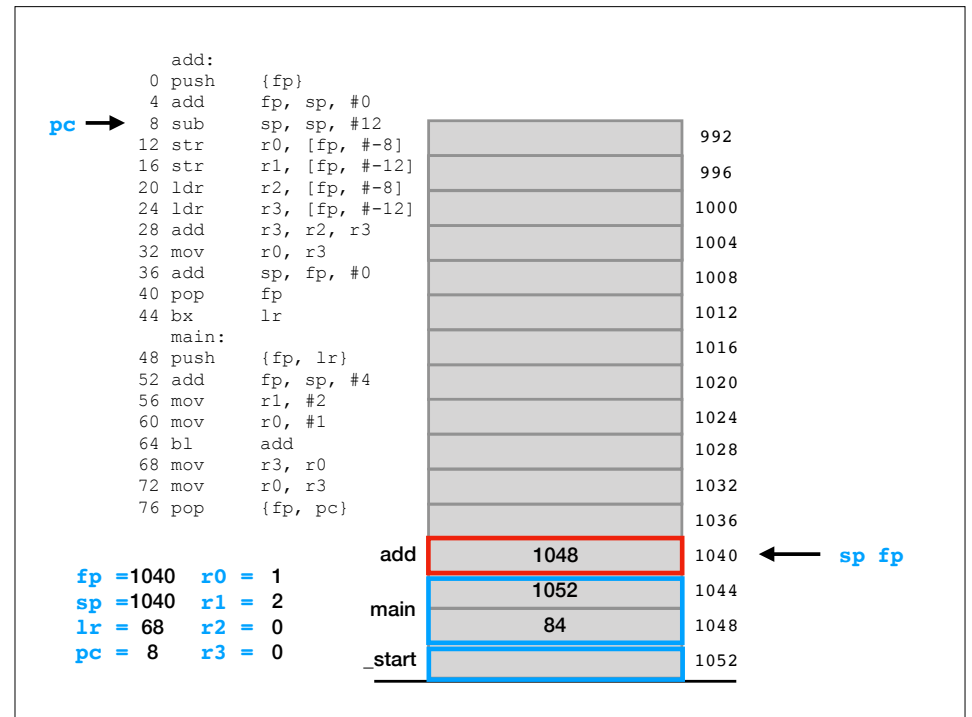 add:
0 push {fp}
4 add fp, sp, #0
pc 8 sub sp, sp, #12
12 str r0, [fp, #-8]
16 str r1, [fp, #-12]
20 ldr r2, [fp, #-8]
24 ldr r3, [fp, #-12]
28 add r3, r2, r3
32 mov r0, r3
36 add sp, fp, #0
40 pop fp
44 bx lr
main:
48 push {fp, lr}
52 add fp, sp, #4
56 mov r1, #2
60 mov r0, #1
64 bl add
68 mov r3, r0
72 mov r0, r3
76 pop {fp, pc}
fp =1040 r0 = 1
sp =1040 r1 = 2
lr = 68 r2 = 0
pc = 8 r3 = 0
992
996
1000
1004
1008
1012
1016
1020
1024
1028
1032
1036
add 1048 1040 sp fp
1052 1044
main
84 1048
_start 1052